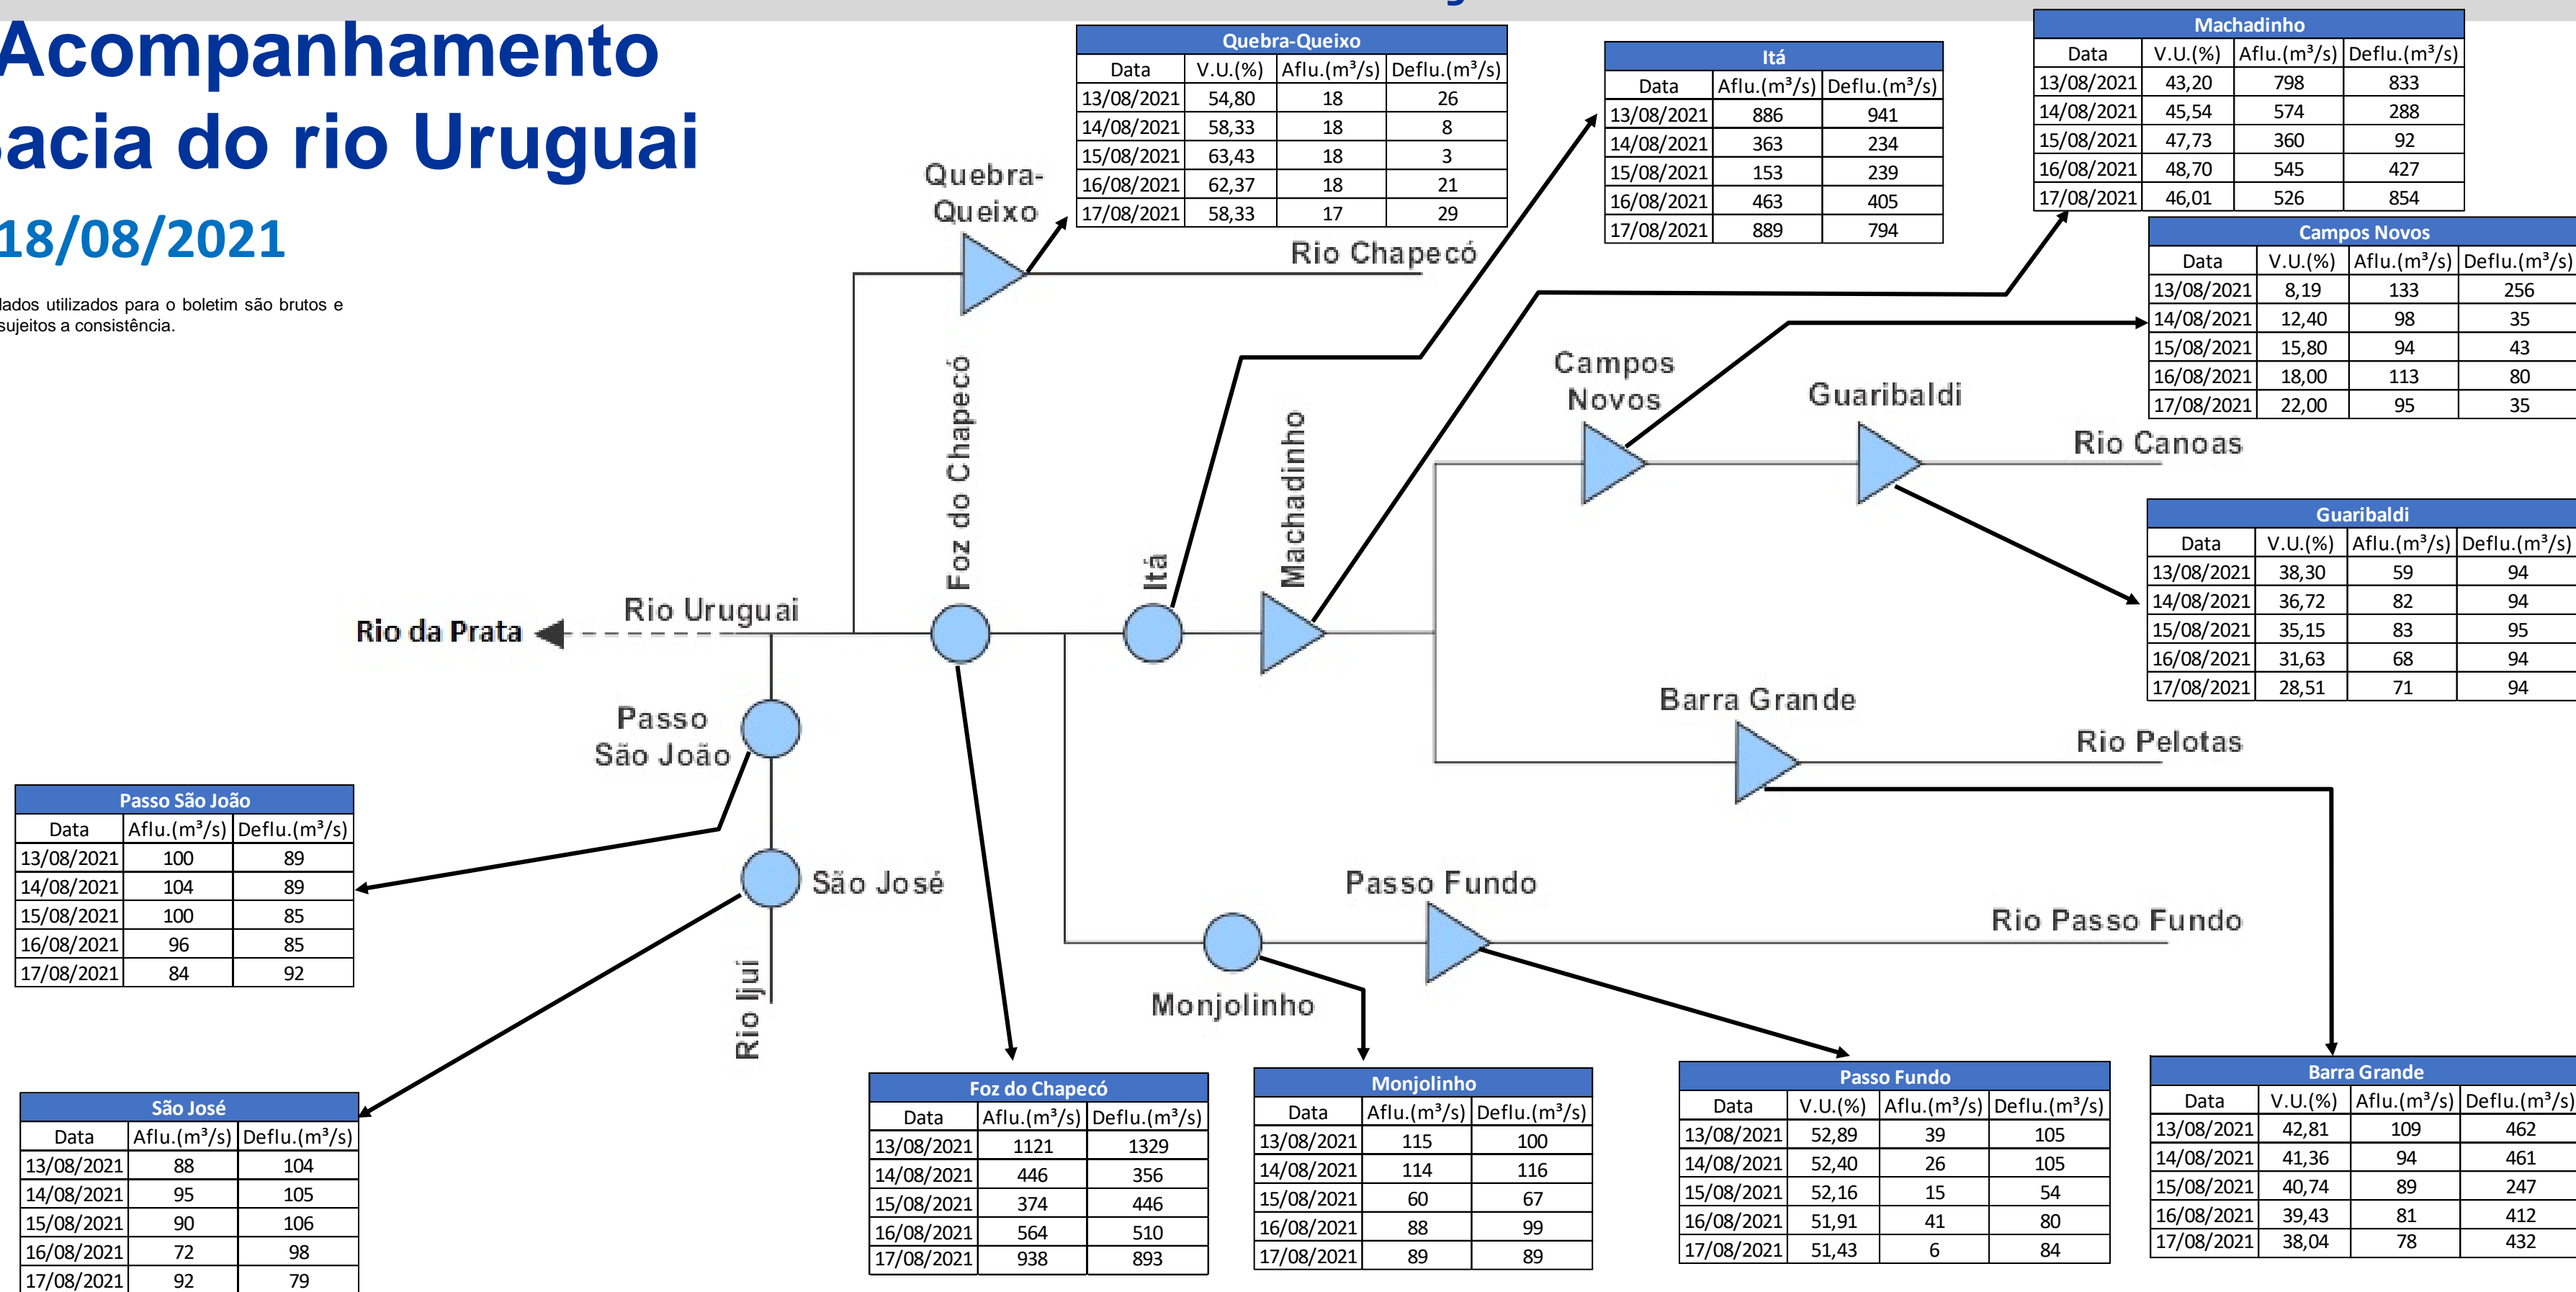 Acompanhamento
acia do rio Uruguai
18/08/2021
dados utilizados para o boletim são brutos e
sujeitos a consistência.
Quebra-Queixo
Data V.U.(%) Aflu.(m³/s) Deflu.(m³/s)
13/08/2021 54,80 18 26
14/08/2021 58,33 18 8
15/08/2021 63,43 18 3
16/08/2021 62,37 18 21
17/08/2021 58,33 17 29
Itá
Data Aflu.(m³/s) Deflu.(m³/s)
13/08/2021 886 941
14/08/2021 363 234
15/08/2021 153 239
16/08/2021 463 405
17/08/2021 889 794
Machadinho
Data V.U.(%) Aflu.(m³/s) Deflu.(m³/s)
13/08/2021 43,20 798 833
14/08/2021 45,54 574 288
15/08/2021 47,73 360 92
16/08/2021 48,70 545 427
17/08/2021 46,01 526 854
Campos Novos
Data V.U.(%) Aflu.(m³/s) Deflu.(m³/s)
13/08/2021 8,19 133 256
14/08/2021 12,40 98 35
15/08/2021 15,80 94 43
16/08/2021 18,00 113 80
17/08/2021 22,00 95 35
Guaribaldi
Data V.U.(%) Aflu.(m³/s) Deflu.(m³/s)
13/08/2021 38,30 59 94
14/08/2021 36,72 82 94
15/08/2021 35,15 83 95
16/08/2021 31,63 68 94
17/08/2021 28,51 71 94
Quebra-
Queixo
Rio Chapecó
Foz do Chapecó
Itá
Machadinho
Campos
Novos
Guaribaldi
Rio Canoas
Rio da Prata
Rio Uruguai
Barra Grande
Rio Pelotas
Passo
São João
São José
Rio Ijui
Passo Fundo
Rio Passo Fundo
Monjolinho
Passo São João
Data Aflu.(m³/s) Deflu.(m³/s)
13/08/2021 100 89
14/08/2021 104 89
15/08/2021 100 85
16/08/2021 96 85
17/08/2021 84 92
São José
Data Aflu.(m³/s) Deflu.(m³/s)
13/08/2021 88 104
14/08/2021 95 105
15/08/2021 90 106
16/08/2021 72 98
17/08/2021 92 79
Foz do Chapecó
Data Aflu.(m³/s) Deflu.(m³/s)
13/08/2021 1121 1329
14/08/2021 446 356
15/08/2021 374 446
16/08/2021 564 510
17/08/2021 938 893
Monjolinho
Data Aflu.(m³/s) Deflu.(m³/s)
13/08/2021 115 100
14/08/2021 114 116
15/08/2021 60 67
16/08/2021 88 99
17/08/2021 89 89
Passo Fundo
Data V.U.(%) Aflu.(m³/s) Deflu.(m³/s)
13/08/2021 52,89 39 105
14/08/2021 52,40 26 105
15/08/2021 52,16 15 54
16/08/2021 51,91 41 80
17/08/2021 51,43 6 84
Barra Grande
Data V.U.(%) Aflu.(m³/s) Deflu.(m³/s)
13/08/2021 42,81 109 462
14/08/2021 41,36 94 461
15/08/2021 40,74 89 247
16/08/2021 39,43 81 412
17/08/2021 38,04 78 432